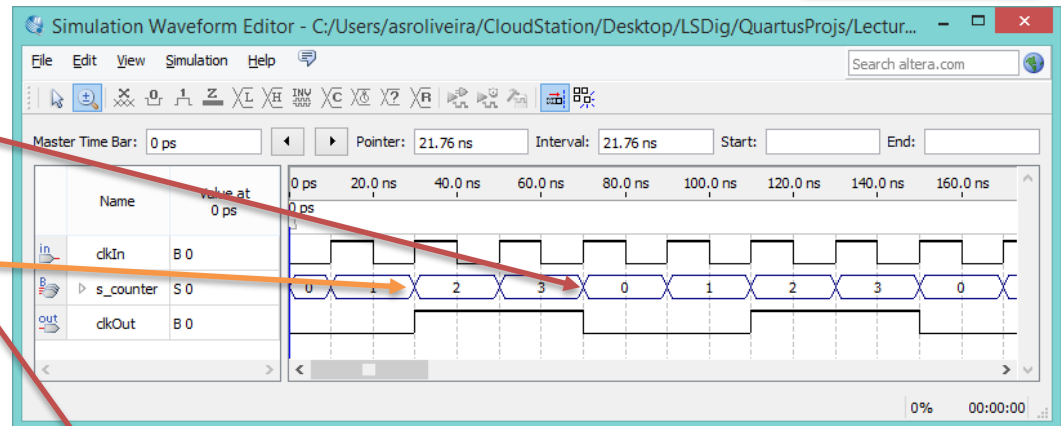 Simulation Waveform Editor - C:/Users/asroliveira/CloudStation/Desktop/LSDig/QuartusProjs/Lectur...
File Edit View Simulation Help
Search altera.com
Master Time Bar: 0 ps Pointer: 21.76 ns Interval: 21.76 ns Start: End:
Name Value at 0 ps
0 ps 20.0 ns 40.0 ns 60.0 ns 80.0 ns 100.0 ns 120.0 ns 140.0 ns 160.0 ns
0 ps
in clkIn B 0
B s_counter S 0 0 1 2 3 0 1 2 3 0
out clkOut B 0
0% 00:00:00